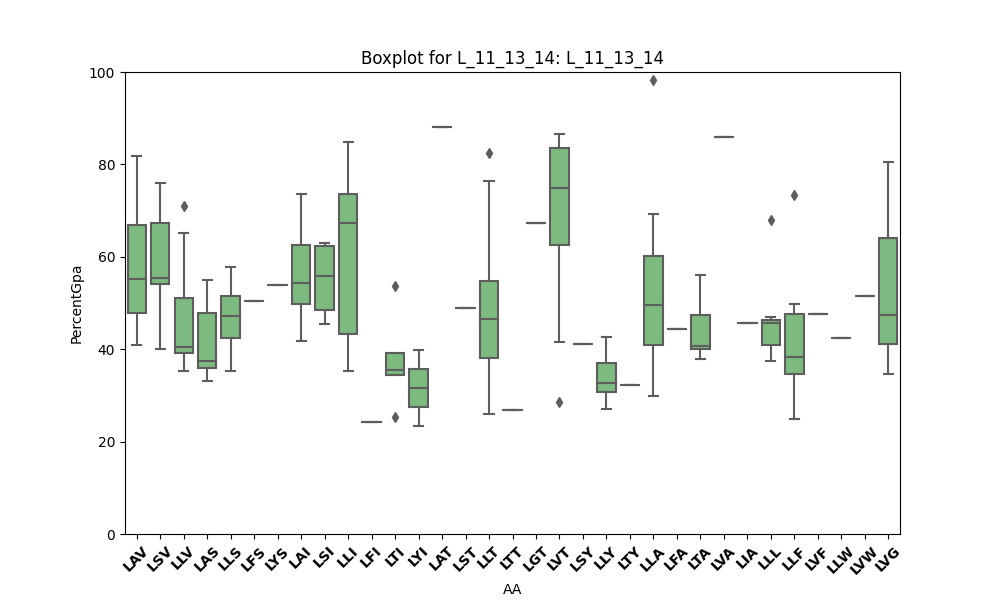 Boxplot for L_11_13_14: L_11_13_14
100
80
60
40
20
0
PercentGpa
LAV LSV LLV LAS LLS LFS LYS LAI LSI LLI LFI LTI LYI LAT LST LLT LTT LGT LVT LSY LLY LTY LLA LFA LTA LVA LIA LLL LLF LVF LLW LVW LVG
AA